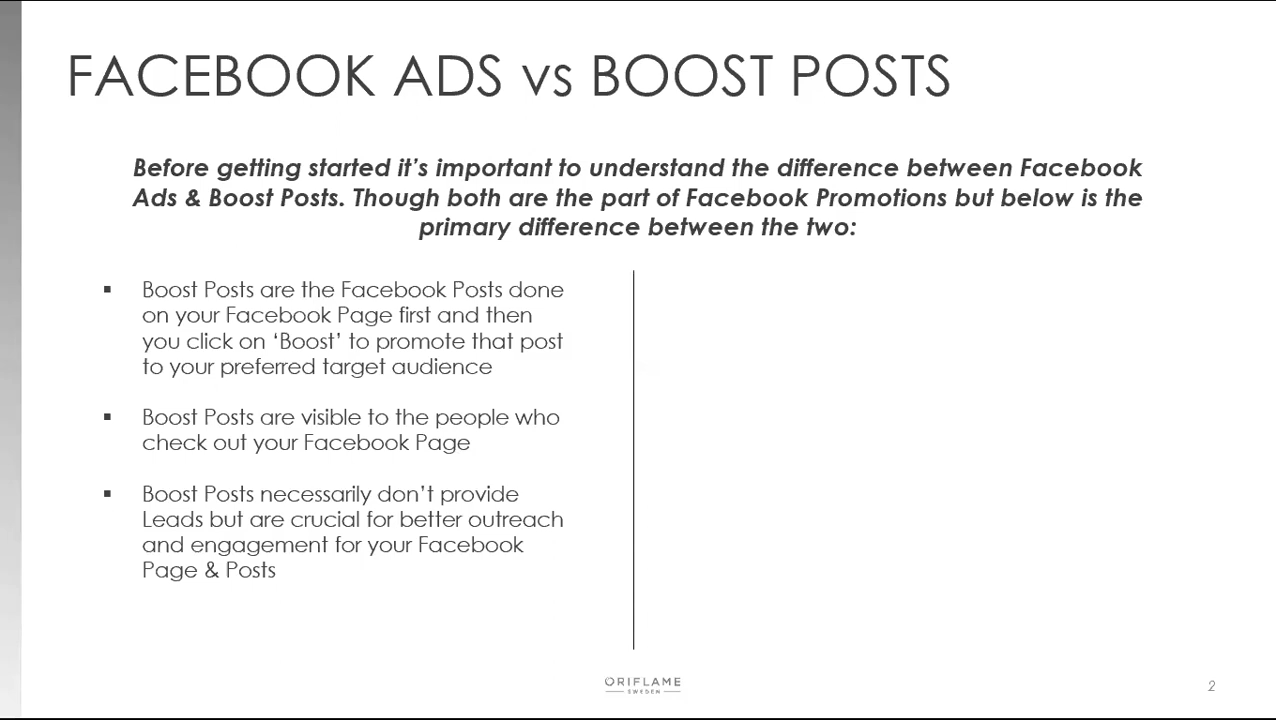 FACEBOOK ADS vs BOOST POSTS
Before getting started it's important to understand the difference between Facebook
Ads & Boost Posts. Though both are the part of Facebook Promotions but below is the
primary difference between the two:
▪ Boost Posts are the Facebook Posts done
on your Facebook Page first and then
you click on ‘Boost’ to promote that post
to your preferred target audience
▪ Boost Posts are visible to the people who
check out your Facebook Page
▪ Boost Posts necessarily don’t provide
Leads but are crucial for better outreach
and engagement for your Facebook
Page & Posts
ORIFLAME
SWEDEN
2